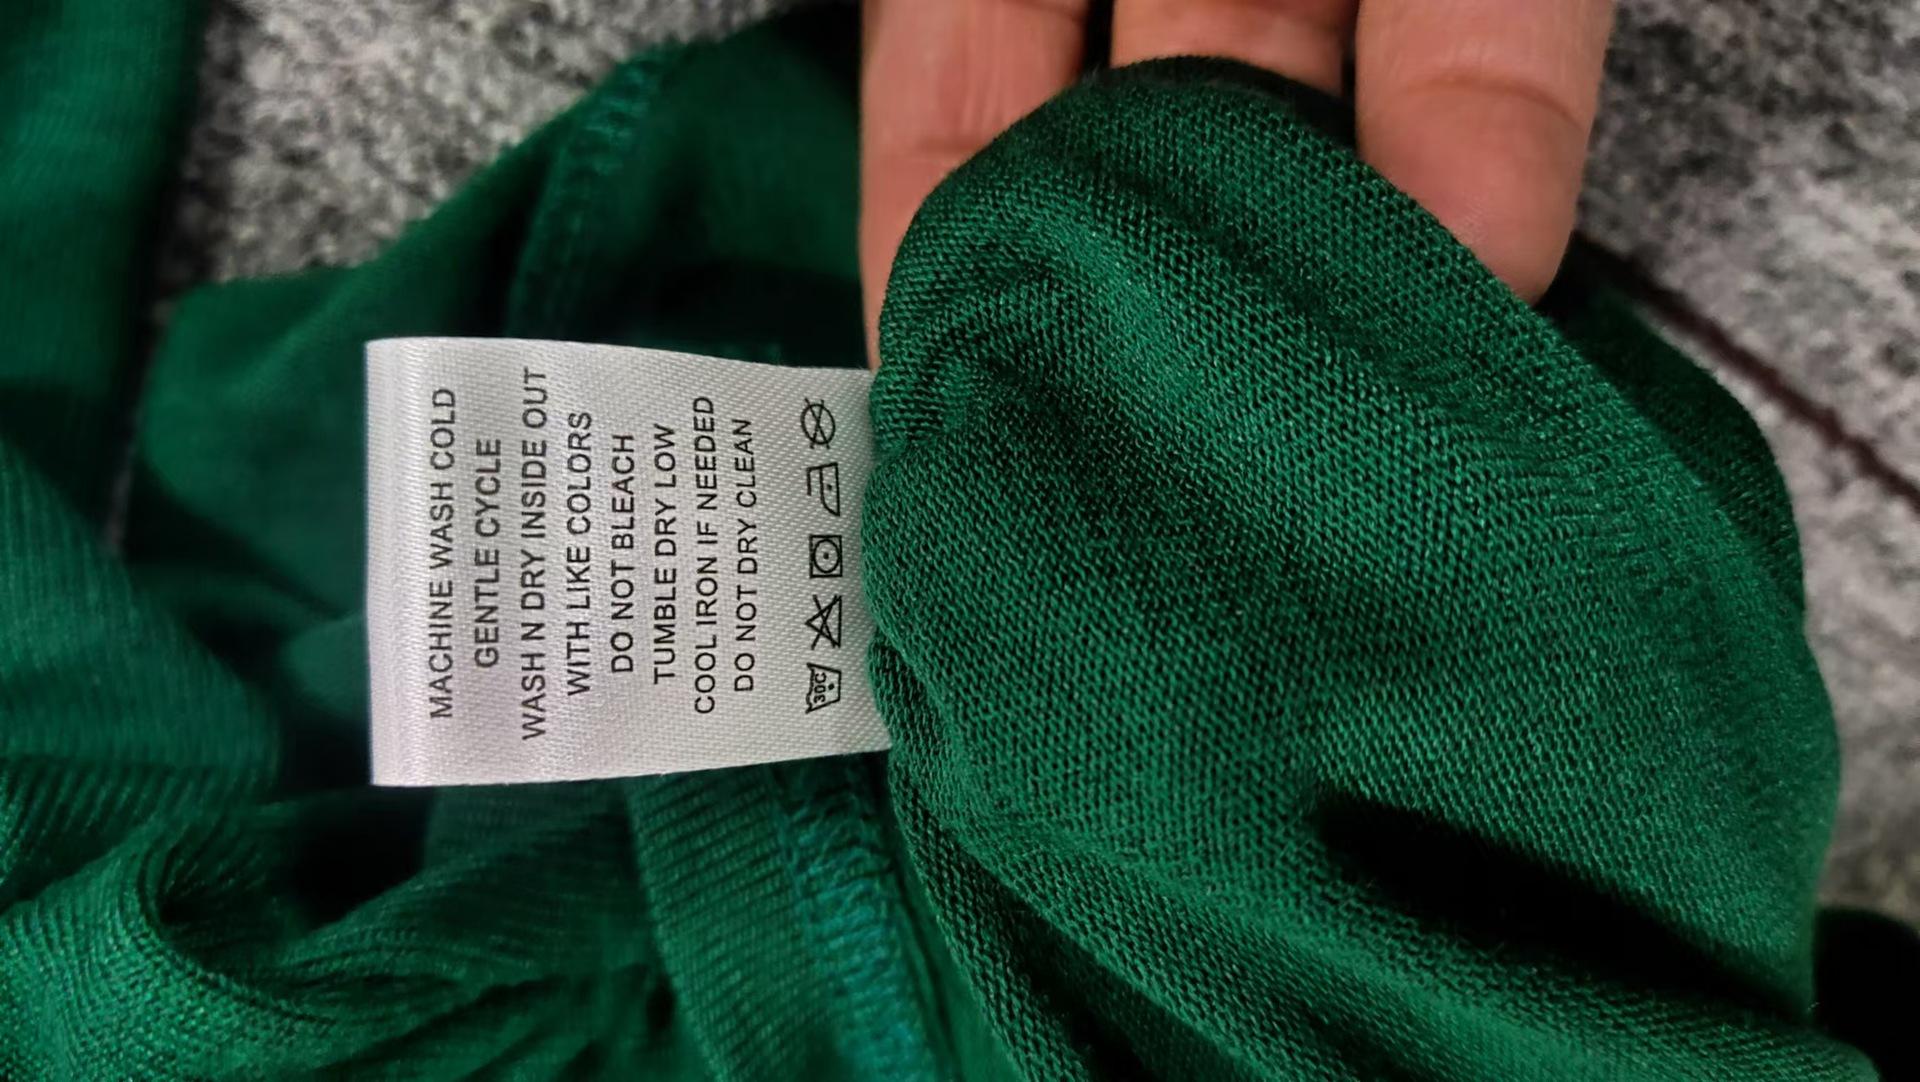 MACHINE WASH COLD
GENTLE CYCLE
WASH N DRY INSIDE OUT
WITH LIKE COLORS
DO NOT BLEACH
TUMBLE DRY LOW
COOL IRON IF NEEDED
DO NOT DRY CLEAN
30C